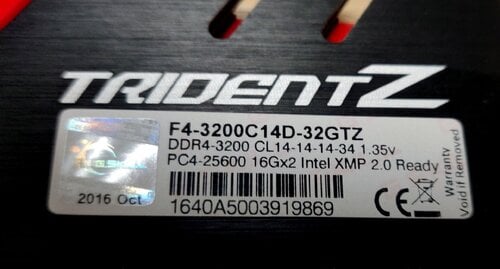 TRIDENTZ
F4-3200C14D-32GTZ
DDR4-3200 CL14-14-14-34 1.35v
PC4-25600 16Gx2 Intel XMP 2.0 Ready
2016 Oct
1640A5003919869
CE
Warranty
Void if Removed